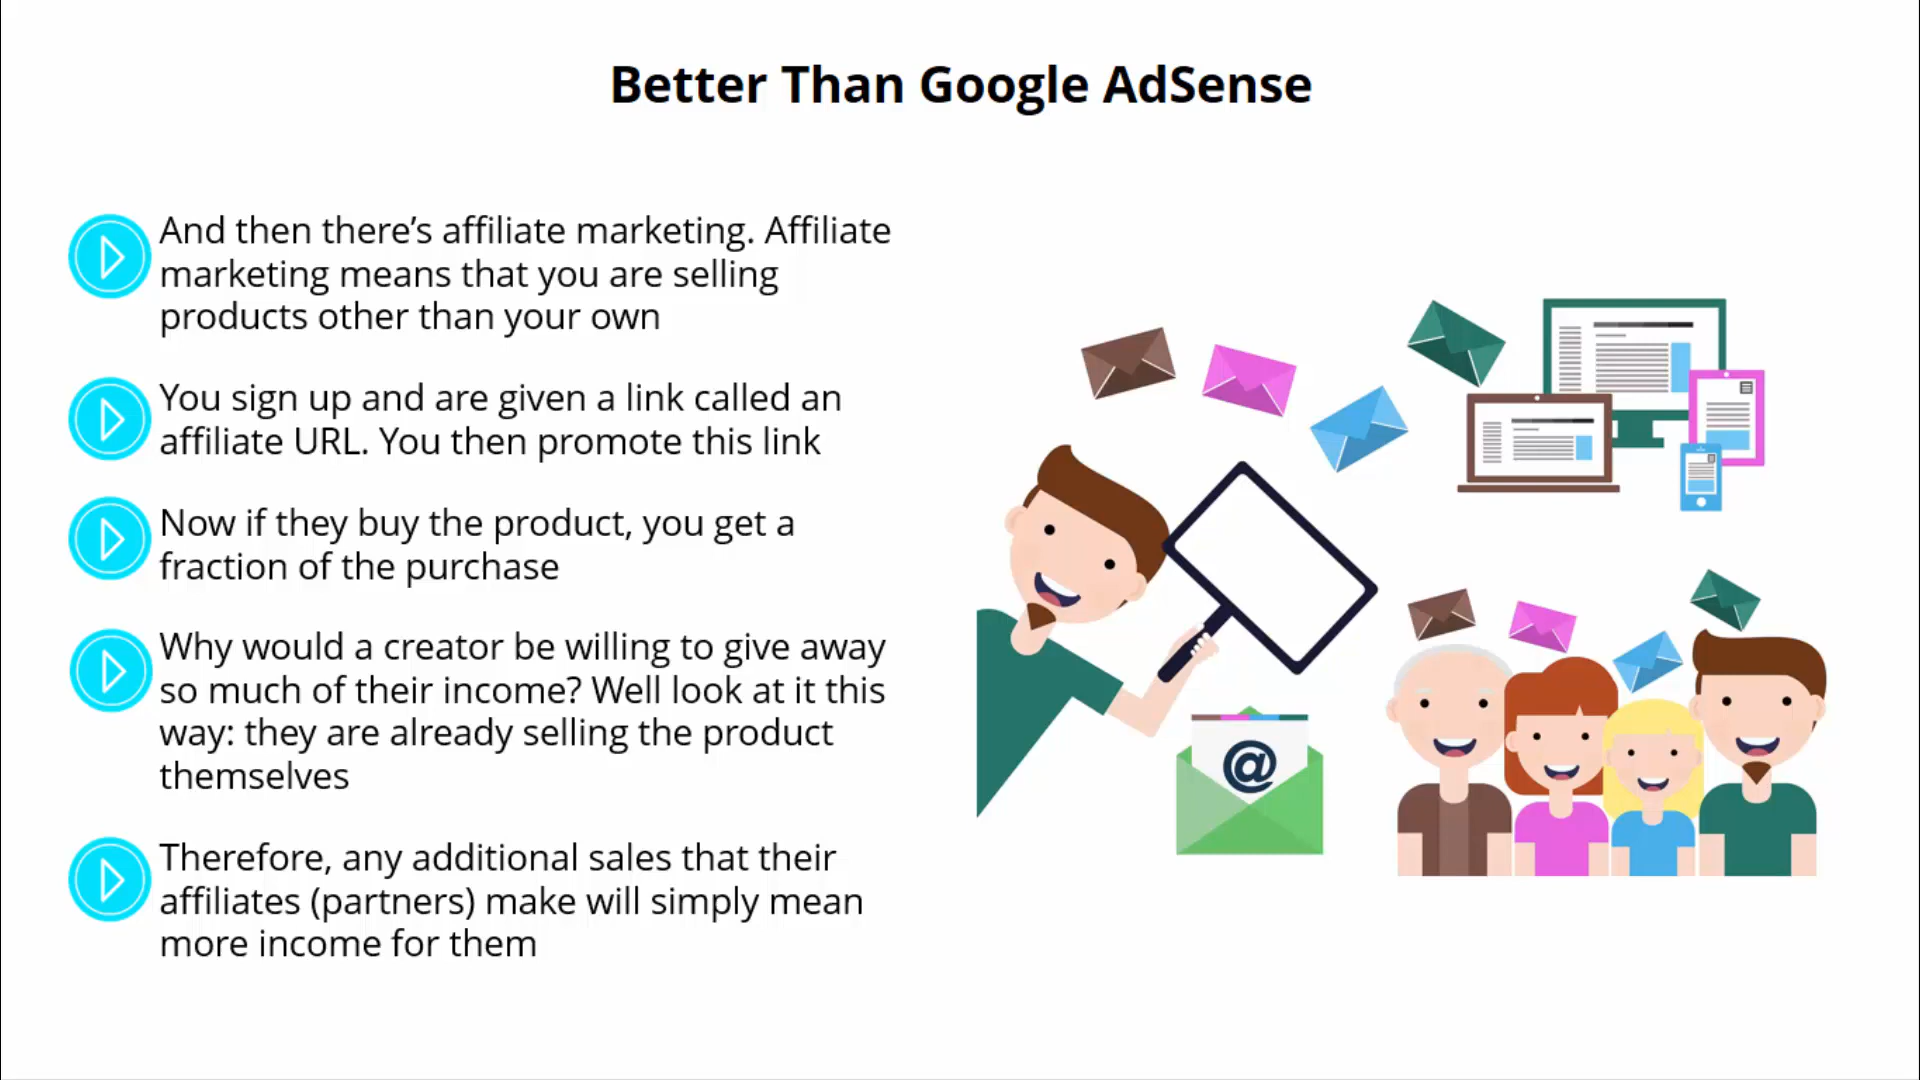 Better Than Google AdSense
And then there’s affiliate marketing. Affiliate
marketing means that you are selling
products other than your own
You sign up and are given a link called an
affiliate URL. You then promote this link
Now if they buy the product, you get a
fraction of the purchase
Why would a creator be willing to give away
so much of their income? Well look at it this
way: they are already selling the product
themselves
Therefore, any additional sales that their
affiliates (partners) make will simply mean
more income for them
@